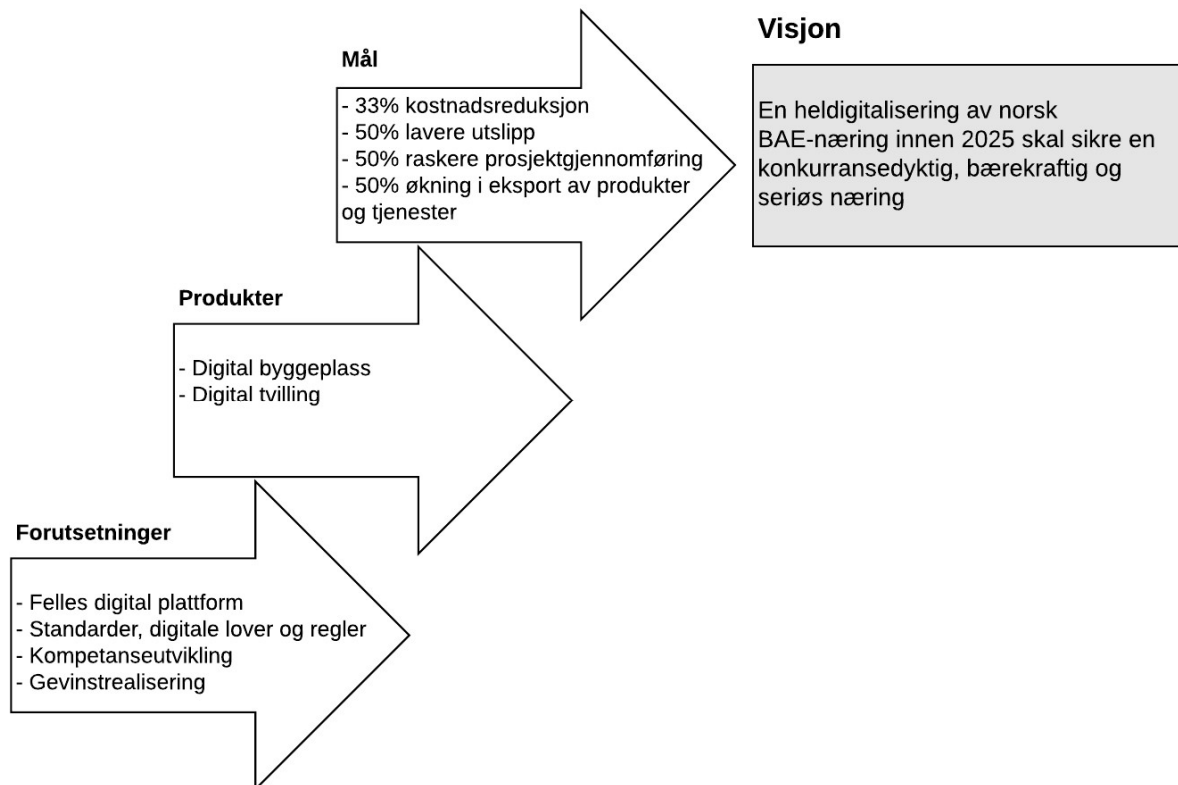 Visjon
En heldigitalisering av norsk
BAE-næring innen 2025 skal sikre en
konkurransedyktig, bærekraftig og
seriøs næring
Mål
- 33% kostnadsreduksjon
- 50% lavere utslipp
- 50% raskere prosjektgjennomføring
- 50% økning i eksport av produkter
og tjenester
Produkter
- Digital byggeplass
- Digital tvilling
Forutsetninger
- Felles digital plattform
- Standarder, digitale lover og regler
- Kompetanseutvikling
- Gevinstrealisering